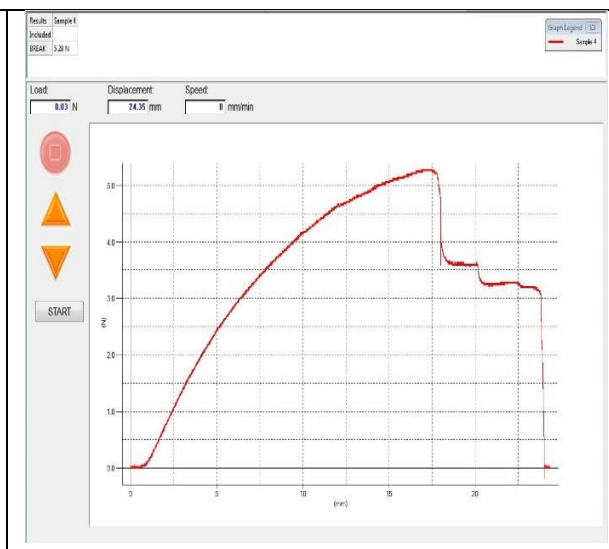 Results Sample 4
Included
BREAK 5.28 N
Graph Legend
Sample 4
Load: Displacement: Speed:
0.03 N 24.35 mm 0 mm/min
START
5.0
4.0
3.0
2.0
1.0
0.0
(N)
0 5 10 15 20
(mm)